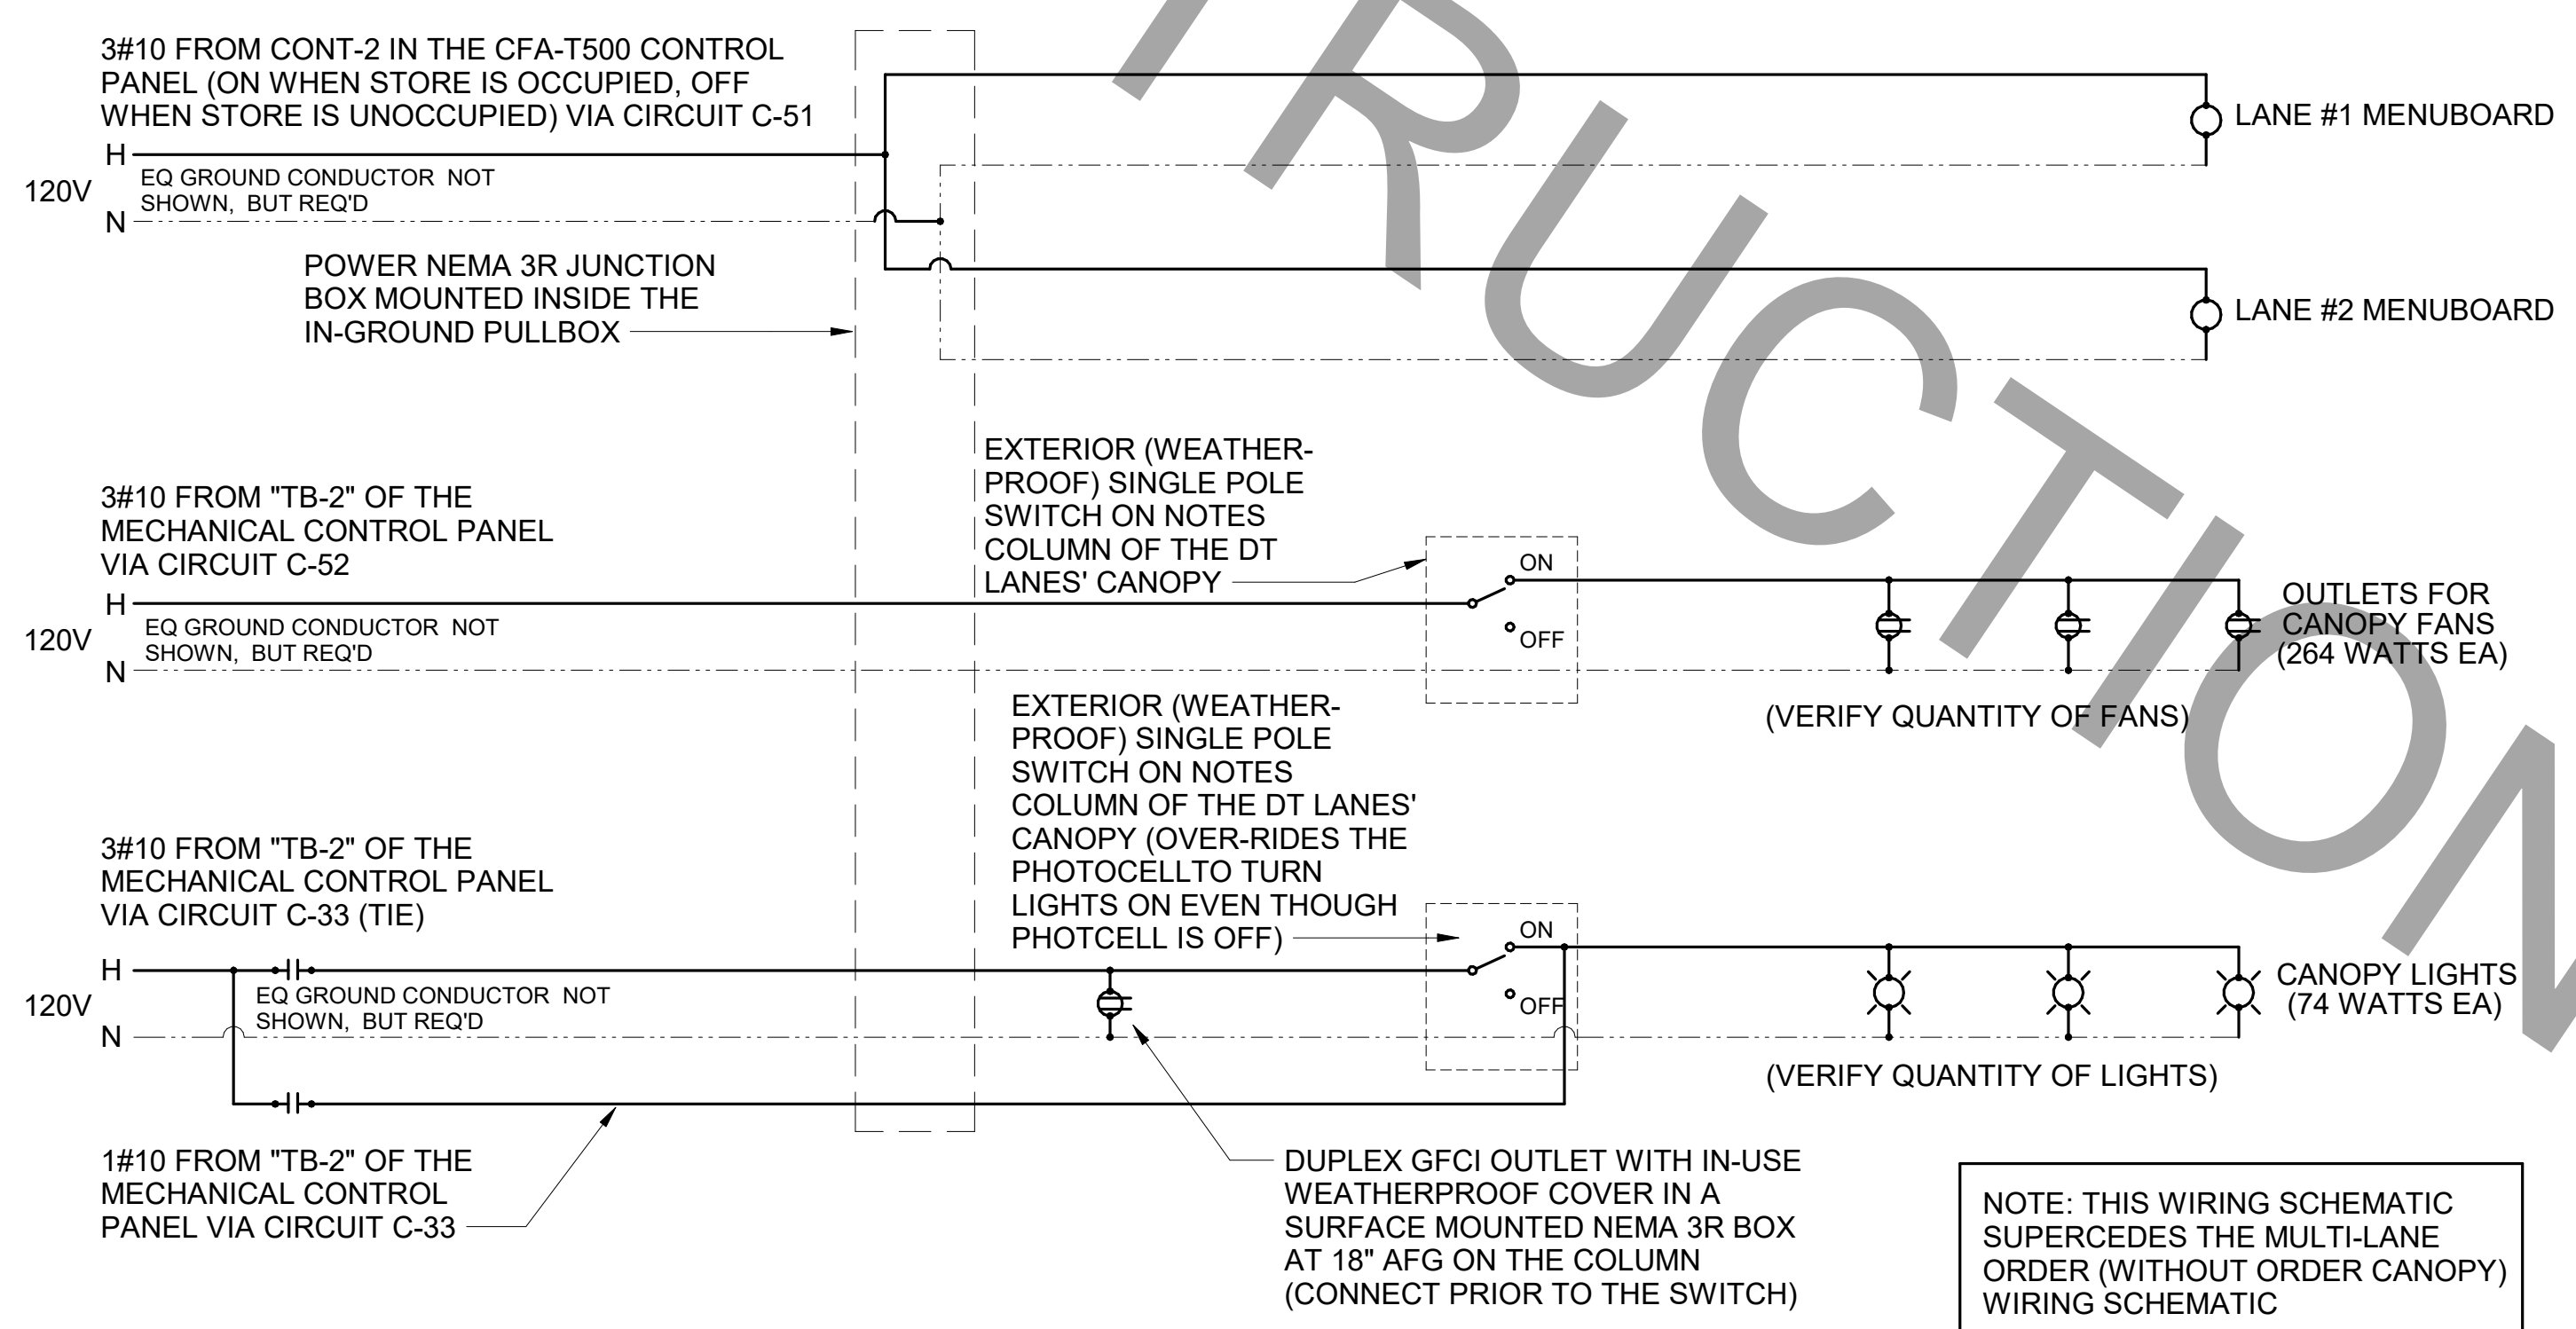 3#10 FROM CONT-2 IN THE CFA-T500 CONTROL
PANEL (ON WHEN STORE IS OCCUPIED, OFF
WHEN STORE IS UNOCCUPIED) VIA CIRCUIT C-51
H
120V
EQ GROUND CONDUCTOR  NOT
SHOWN,  BUT REQ'D
N
LANE #1 MENUBOARD
POWER NEMA 3R JUNCTION
BOX MOUNTED INSIDE THE
IN-GROUND PULLBOX
LANE #2 MENUBOARD
3#10 FROM "TB-2" OF THE
MECHANICAL CONTROL PANEL
VIA CIRCUIT C-52
H
120V
EQ GROUND CONDUCTOR  NOT
SHOWN,  BUT REQ'D
N
EXTERIOR (WEATHER-
PROOF) SINGLE POLE
SWITCH ON NOTES
COLUMN OF THE DT
LANES' CANOPY
ON
OFF
OUTLETS FOR
CANOPY FANS
(264 WATTS EA)
(VERIFY QUANTITY OF FANS)
3#10 FROM "TB-2" OF THE
MECHANICAL CONTROL PANEL
VIA CIRCUIT C-33 (TIE)
H
120V
EQ GROUND CONDUCTOR  NOT
SHOWN,  BUT REQ'D
N
EXTERIOR (WEATHER-
PROOF) SINGLE POLE
SWITCH ON NOTES
COLUMN OF THE DT LANES'
CANOPY (OVER-RIDES THE
PHOTOCELLTO TURN
LIGHTS ON EVEN THOUGH
PHOTCELL IS OFF)
ON
OFF
CANOPY LIGHTS
(74 WATTS EA)
(VERIFY QUANTITY OF LIGHTS)
1#10 FROM "TB-2" OF THE
MECHANICAL CONTROL
PANEL VIA CIRCUIT C-33
DUPLEX GFCI OUTLET WITH IN-USE
WEATHERPROOF COVER IN A
SURFACE MOUNTED NEMA 3R BOX
AT 18" AFG ON THE COLUMN
(CONNECT PRIOR TO THE SWITCH)
NOTE: THIS WIRING SCHEMATIC
SUPERCEDES THE MULTI-LANE
ORDER (WITHOUT ORDER CANOPY)
WIRING SCHEMATIC
TRUCTION